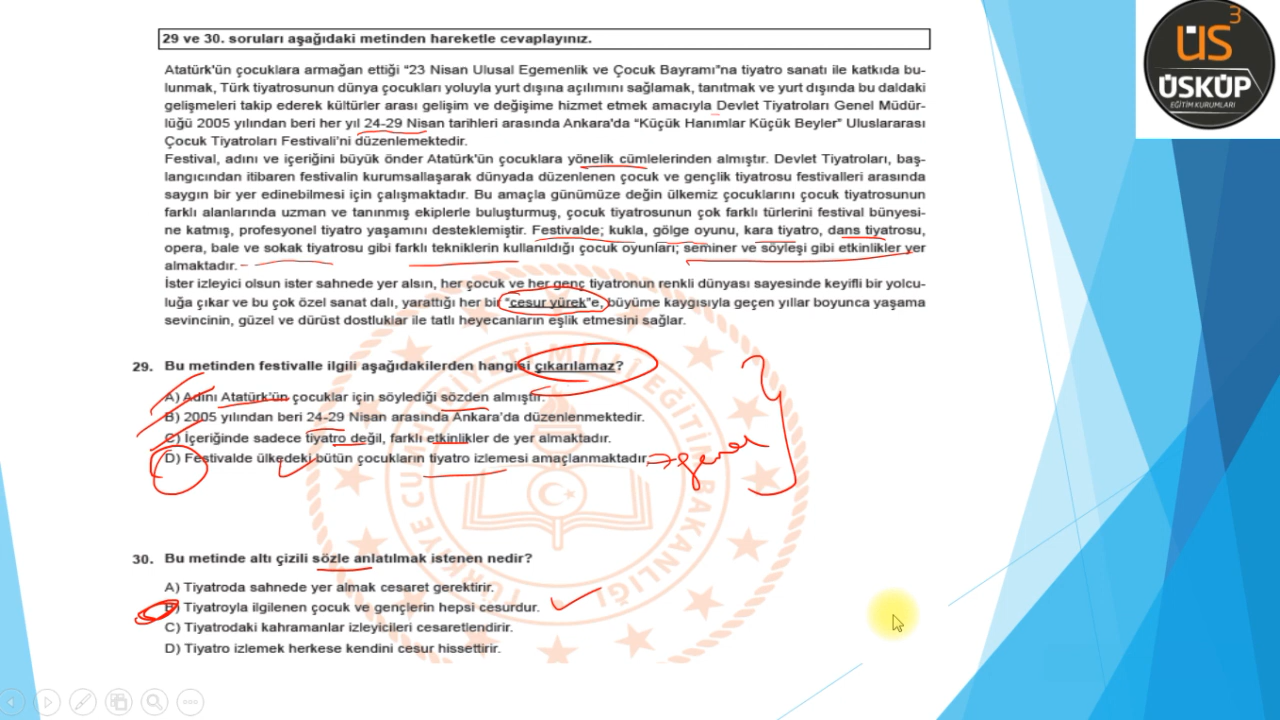 üs3
ÜSKÜP
EĞİTİM KURUMLARI
29 ve 30. soruları aşağıdaki metinden hareketle cevaplayınız.
Atatürk'ün çocuklara armağan ettiği “23 Nisan Ulusal Egemenlik ve Çocuk Bayramı”na tiyatro sanatı ile katkıda bu-
lunmak, Türk tiyatrosunun dünya çocukları yoluyla yurt dışına açılımını sağlamak, tanıtmak ve yurt dışında bu daldaki
gelişmeleri takip ederek kültürler arası gelişim ve değişime hizmet etmek amacıyla Devlet Tiyatroları Genel Müdür-
lüğü 2005 yılından beri her yıl 24-29 Nisan tarihleri arasında Ankara'da “Küçük Hanımlar Küçük Beyler” Uluslararası
Çocuk Tiyatroları Festivali'ni düzenlemektedir.
Festival, adını ve içeriğini büyük önder Atatürk'ün çocuklara yönelik cümlelerinden almıştır. Devlet Tiyatroları, baş-
langıcından itibaren festivalin kurumsallaşarak dünyada düzenlenen çocuk ve gençlik tiyatrosu festivalleri arasında
saygın bir yer edinebilmesi için çalışmaktadır. Bu amaçla günümüze değin ülkemiz çocuklarını çocuk tiyatrosunun
farklı alanlarında uzman ve tanınmış ekiplerle buluşturmuş, çocuk tiyatrosunun çok farklı türlerini festival bünyesi-
ne katmış, profesyonel tiyatro yaşamını desteklemiştir. Festivalde; kukla, gölge oyunu, kara tiyatro, dans tiyatrosu,
opera, bale ve sokak tiyatrosu gibi farklı tekniklerin kullanıldığı çocuk oyunları; seminer ve söyleşi gibi etkinlikler yer
almaktadır.
İster izleyici olsun ister sahnede yer alsın, her çocuk ve her genç tiyatronun renkli dünyası sayesinde keyifli bir yolcu-
luğa çıkar ve bu çok özel sanat dalı, yarattığı her bir “cesur yürek”e, büyüme kaygısıyla geçen yıllar boyunca yaşama
sevincinin, güzel ve dürüst dostluklar ile tatlı heyecanların eşlik etmesini sağlar.
29. Bu metinden festivalle ilgili aşağıdakilerden hangisi çıkarılamaz?
A) Adını Atatürk'ün çocuklar için söylediği sözden almıştır.
B) 2005 yılından beri 24-29 Nisan arasında Ankara'da düzenlenmektedir.
C) İçeriğinde sadece tiyatro değil, farklı etkinlikler de yer almaktadır.
D) Festivalde ülkedeki bütün çocukların tiyatro izlemesi amaçlanmaktadır. → genel
30. Bu metinde altı çizili sözle anlatılmak istenen nedir?
A) Tiyatroda sahnede yer almak cesaret gerektirir.
B) Tiyatroyla ilgilenen çocuk ve gençlerin hepsi cesurdur.
C) Tiyatrodaki kahramanlar izleyicileri cesaretlendirir.
D) Tiyatro izlemek herkese kendini cesur hissettirir.
TÜRKİYE CUMHURİYETİ MİLLÎ EĞİTİM BAKANLIĞI